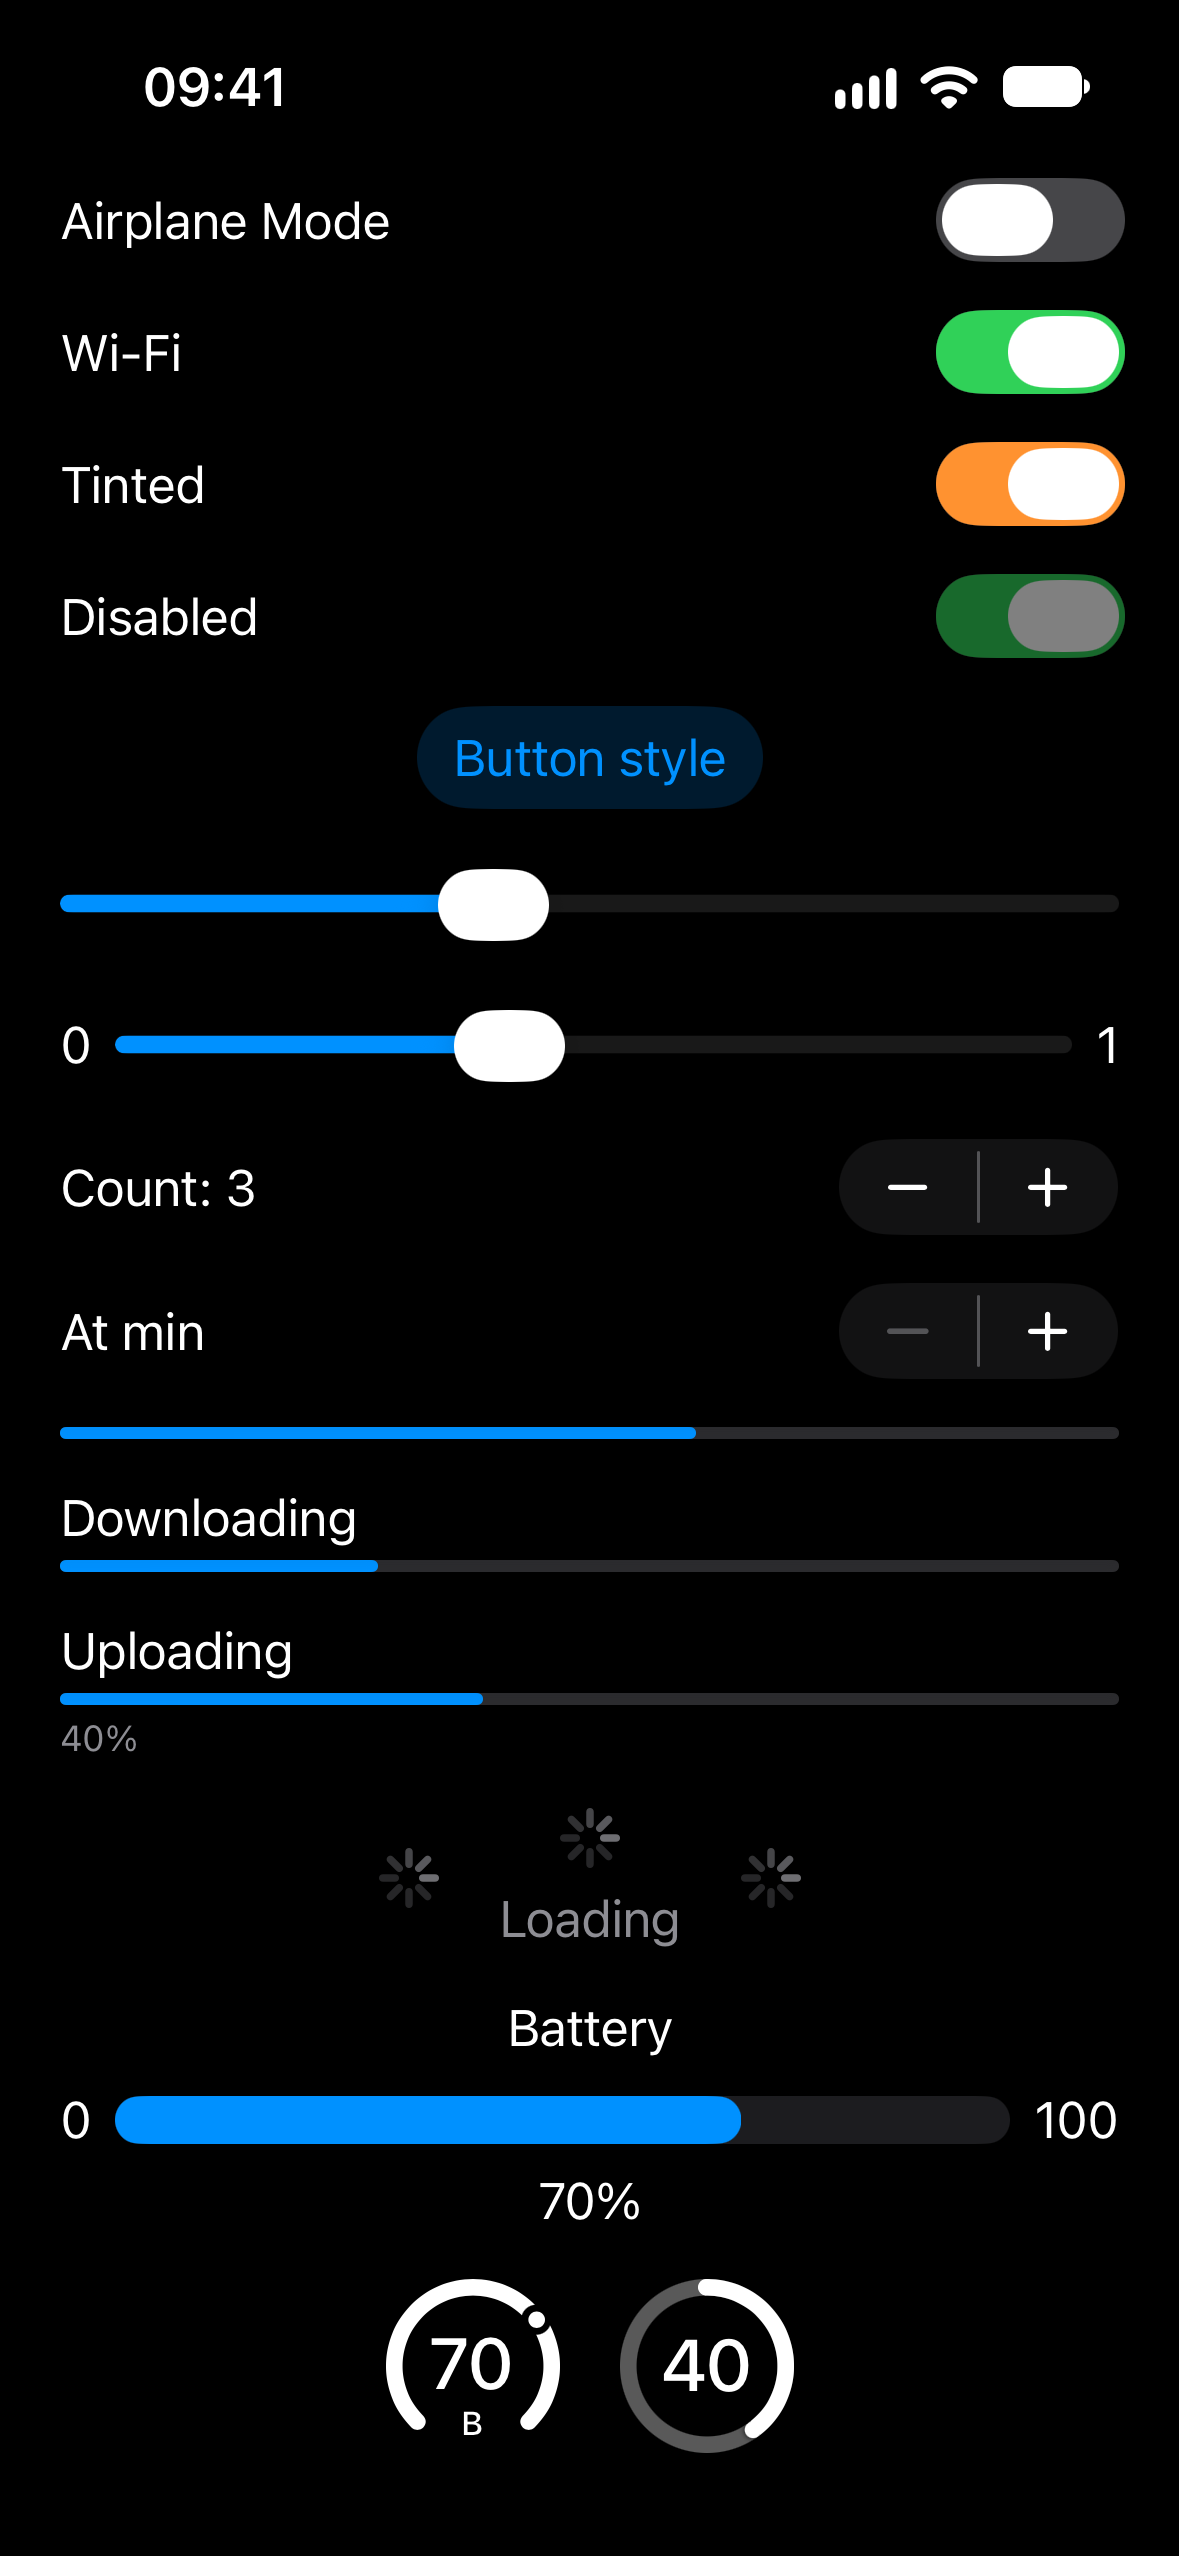 09:41
Airplane Mode
Wi-Fi
Tinted
Disabled
Button style
0 1
Count: 3
At min
Downloading
Uploading
40%
Loading
Battery
0 100
70%
70 40
B